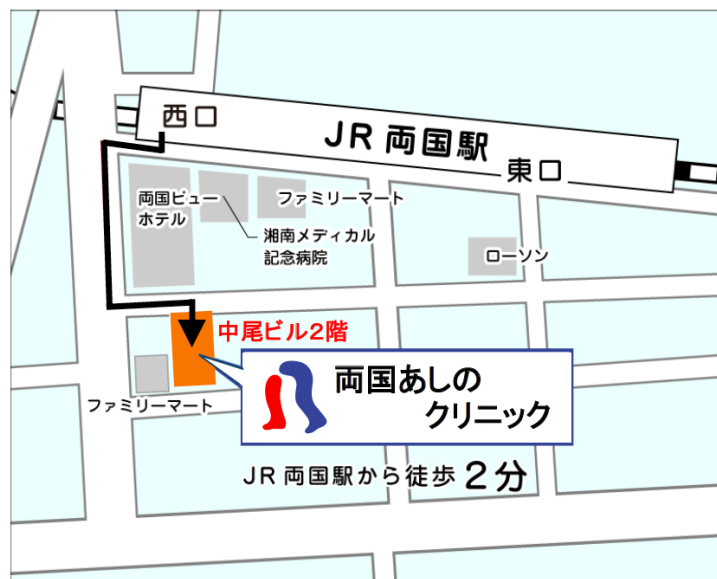 西口
JR 両国駅
東口
両国ビュー
ホテル
ファミリーマート
湘南メディカル
記念病院
ローソン
中尾ビル2階
ファミリーマート
両国あしの
クリニック
JR 両国駅から徒歩 2分